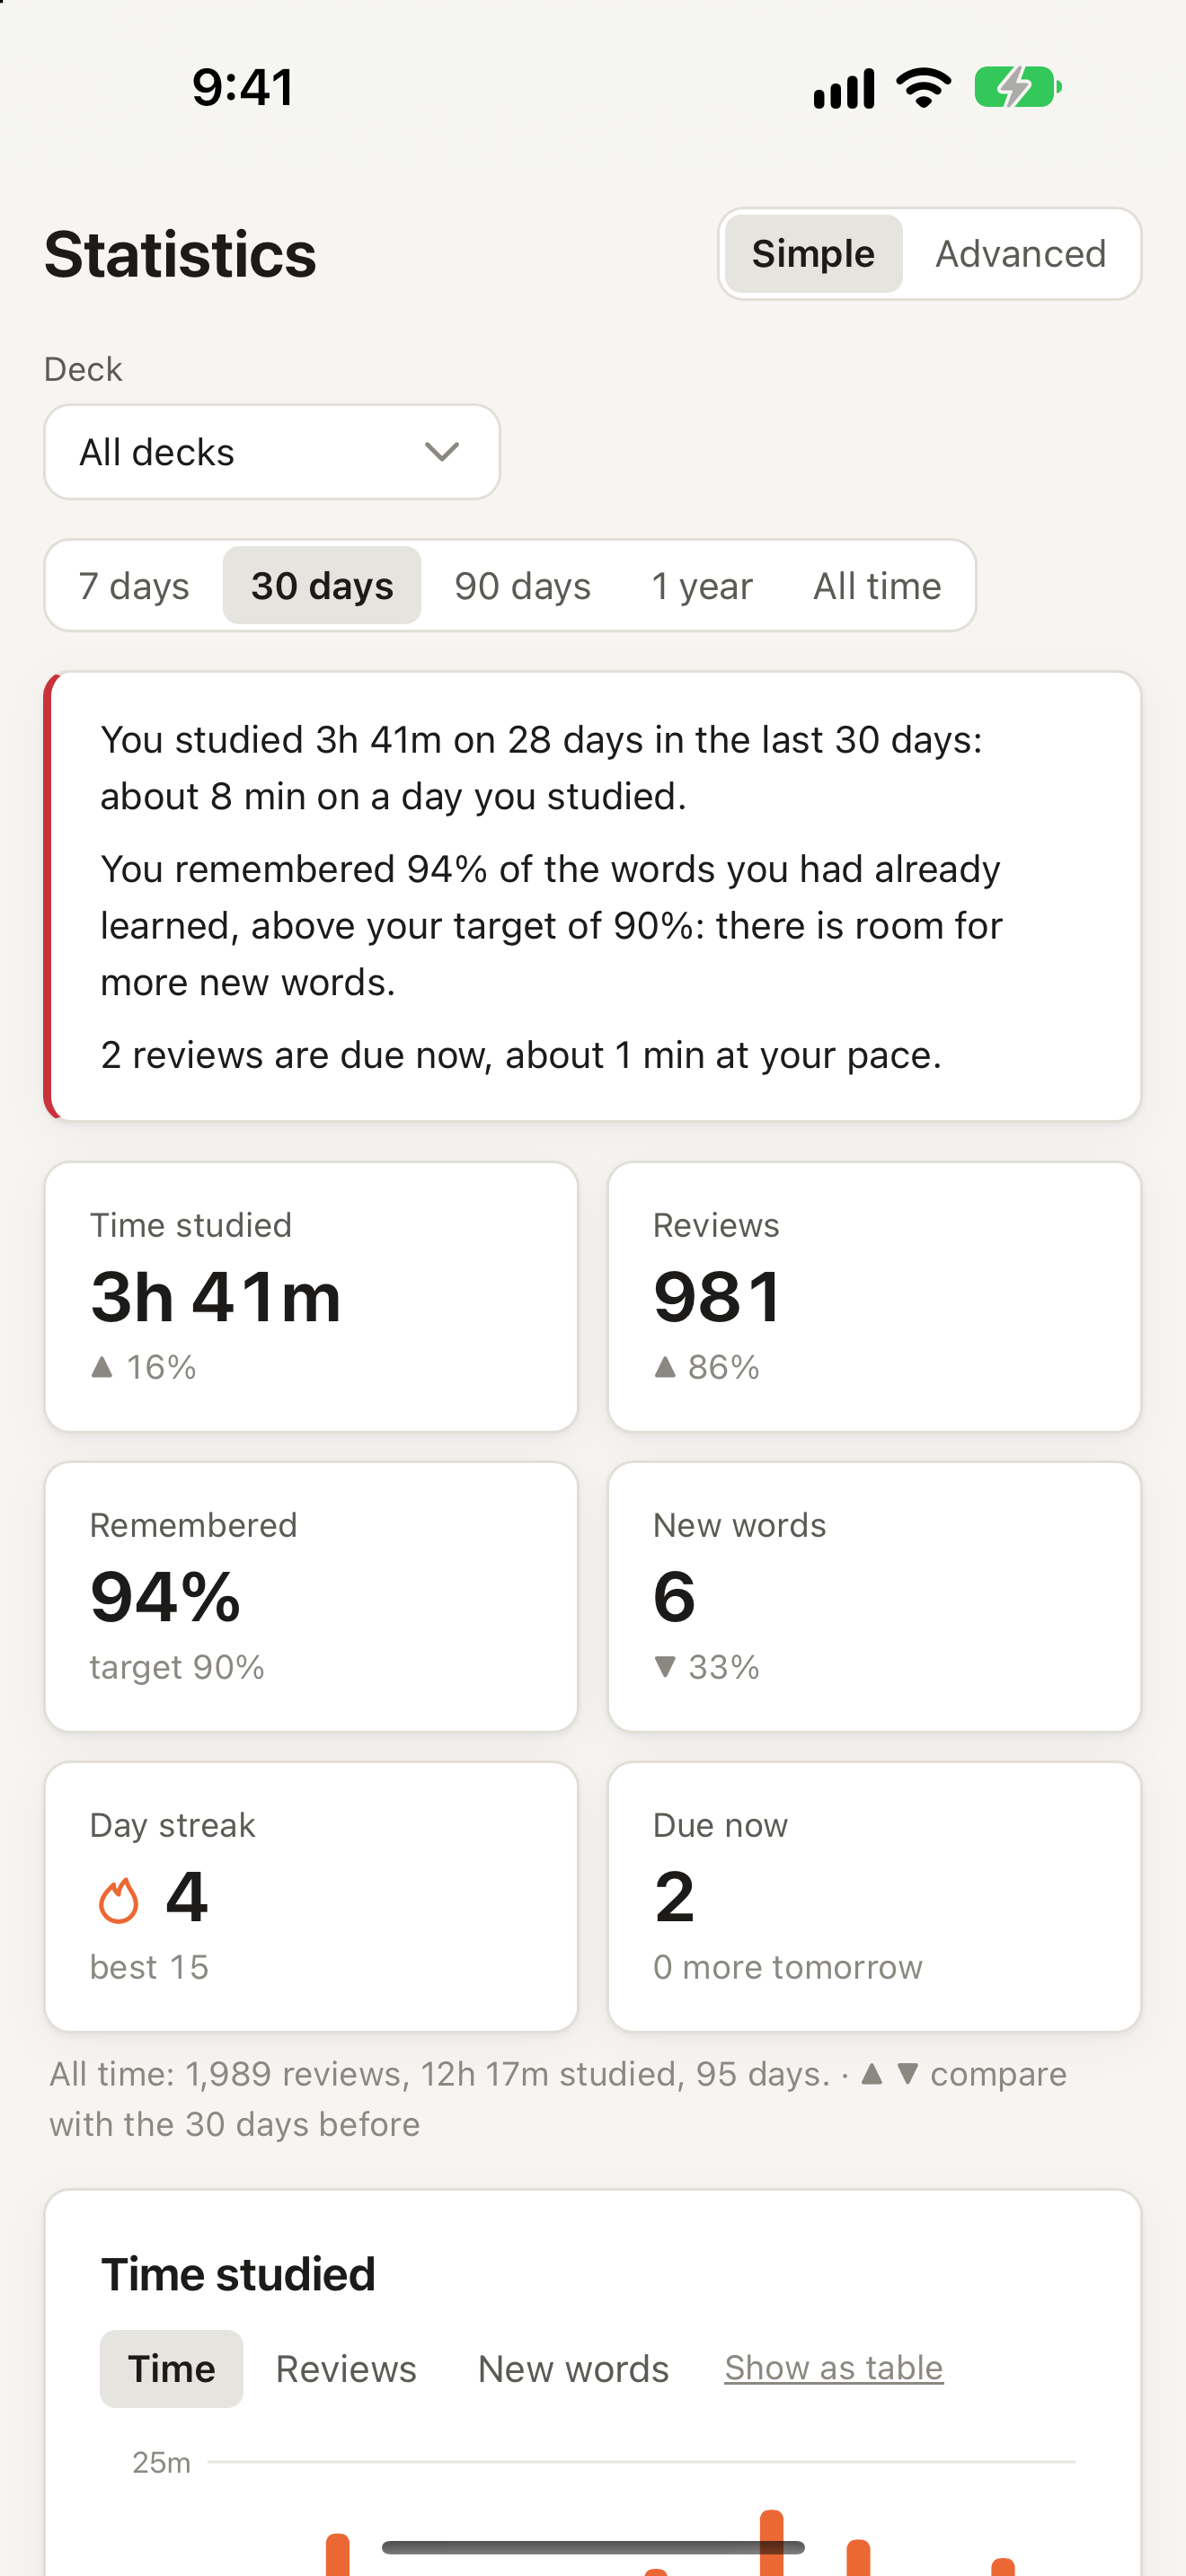 9:41
Statistics
Simple Advanced
Deck
All decks
7 days 30 days 90 days 1 year All time
You studied 3h 41m on 28 days in the last 30 days:
about 8 min on a day you studied.
You remembered 94% of the words you had already
learned, above your target of 90%: there is room for
more new words.
2 reviews are due now, about 1 min at your pace.
Time studied
3h 41m
▲ 16%
Reviews
981
▲ 86%
Remembered
94%
target 90%
New words
6
▼ 33%
Day streak
4
best 15
Due now
2
0 more tomorrow
All time: 1,989 reviews, 12h 17m studied, 95 days. · ▲ ▼ compare
with the 30 days before
Time studied
Time Reviews New words Show as table
25m